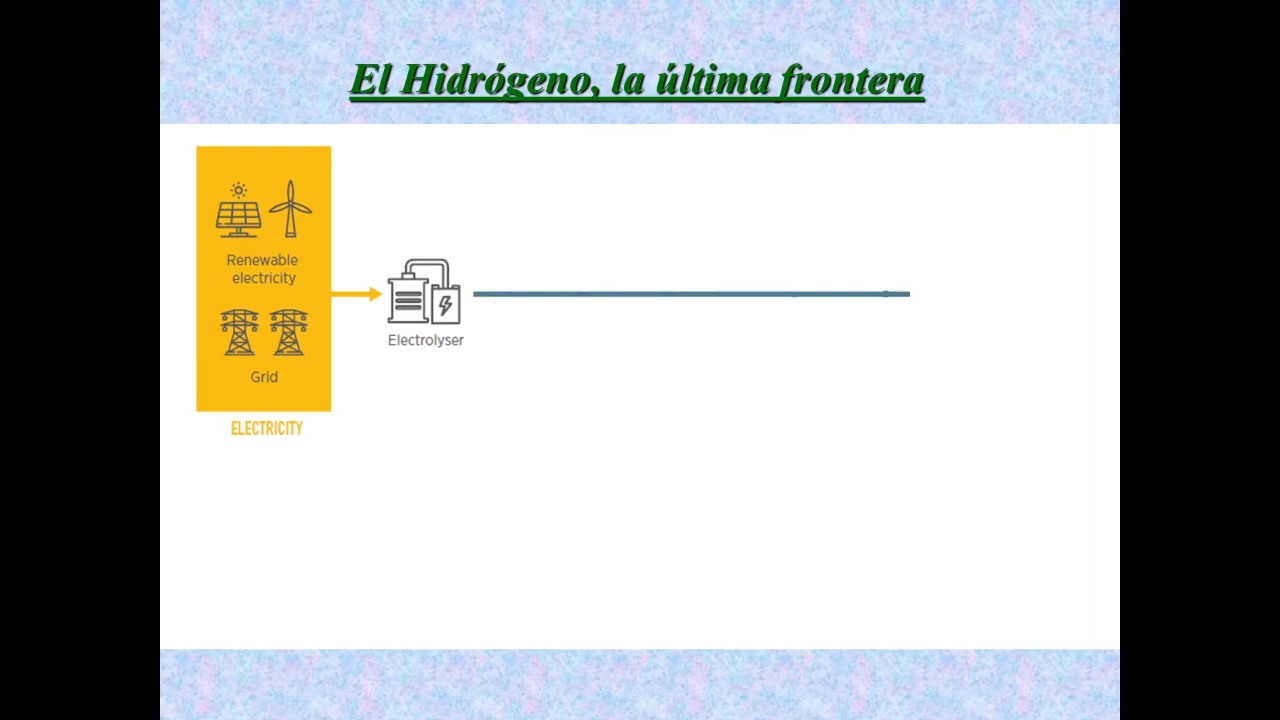 El Hidrógeno, la última frontera
Renewable
electricity
Grid
ELECTRICITY
Electrolyser